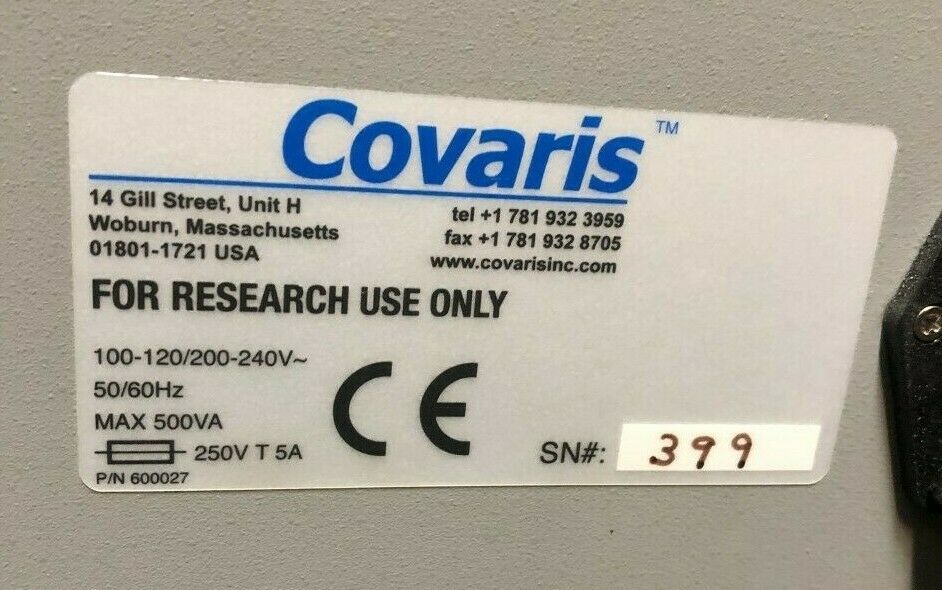 Covaris™
14 Gill Street, Unit H
Woburn, Massachusetts
01801-1721 USA
tel +1 781 932 3959
fax +1 781 932 8705
www.covarisinc.com
FOR RESEARCH USE ONLY
100-120/200-240V~
50/60Hz
MAX 500VA
250V T 5A
P/N 600027
CE
SN#: 399